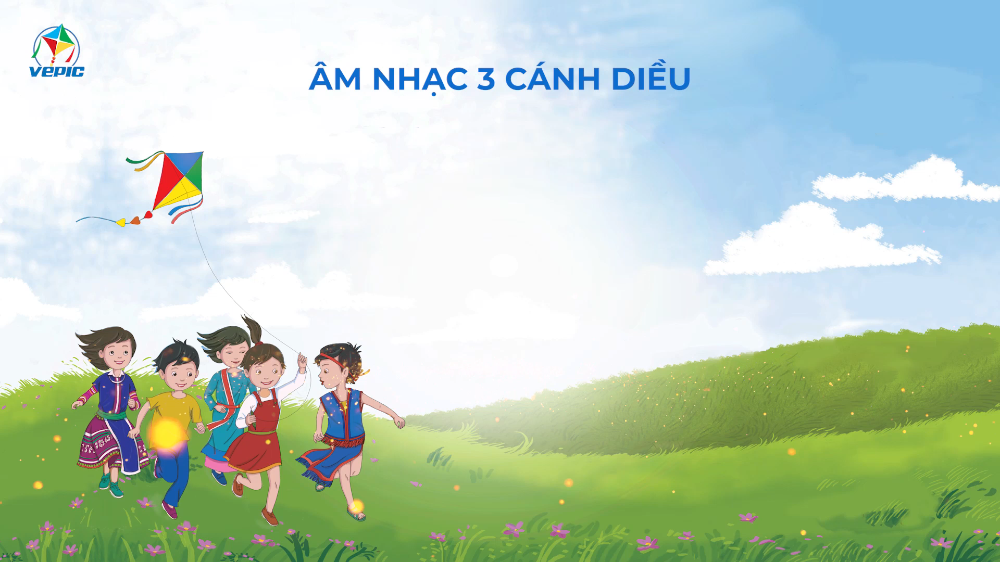 VEPIC
ÂM NHẠC 3 CÁNH DIỀU